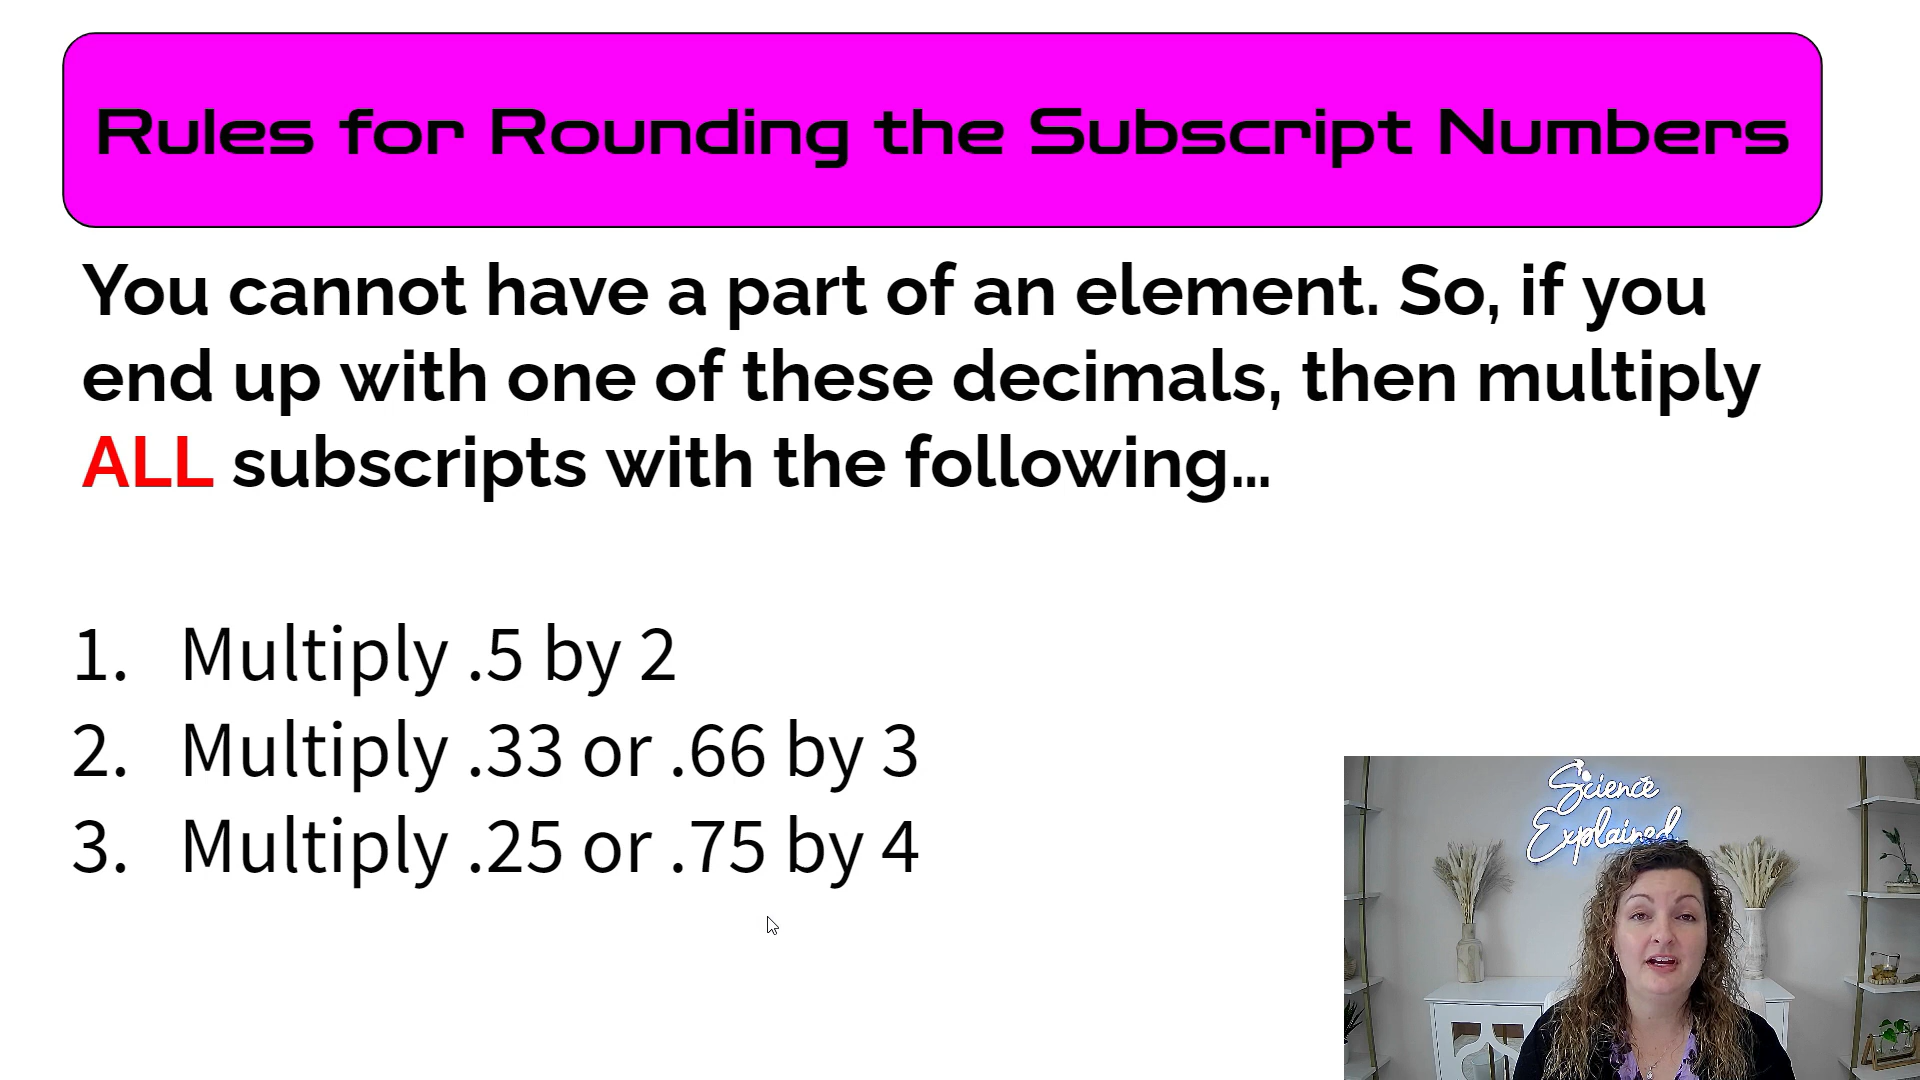 Rules for Rounding the Subscript Numbers
You cannot have a part of an element. So, if you
end up with one of these decimals, then multiply
ALL subscripts with the following...
1. Multiply .5 by 2
2. Multiply .33 or .66 by 3
3. Multiply .25 or .75 by 4
Science
Explained